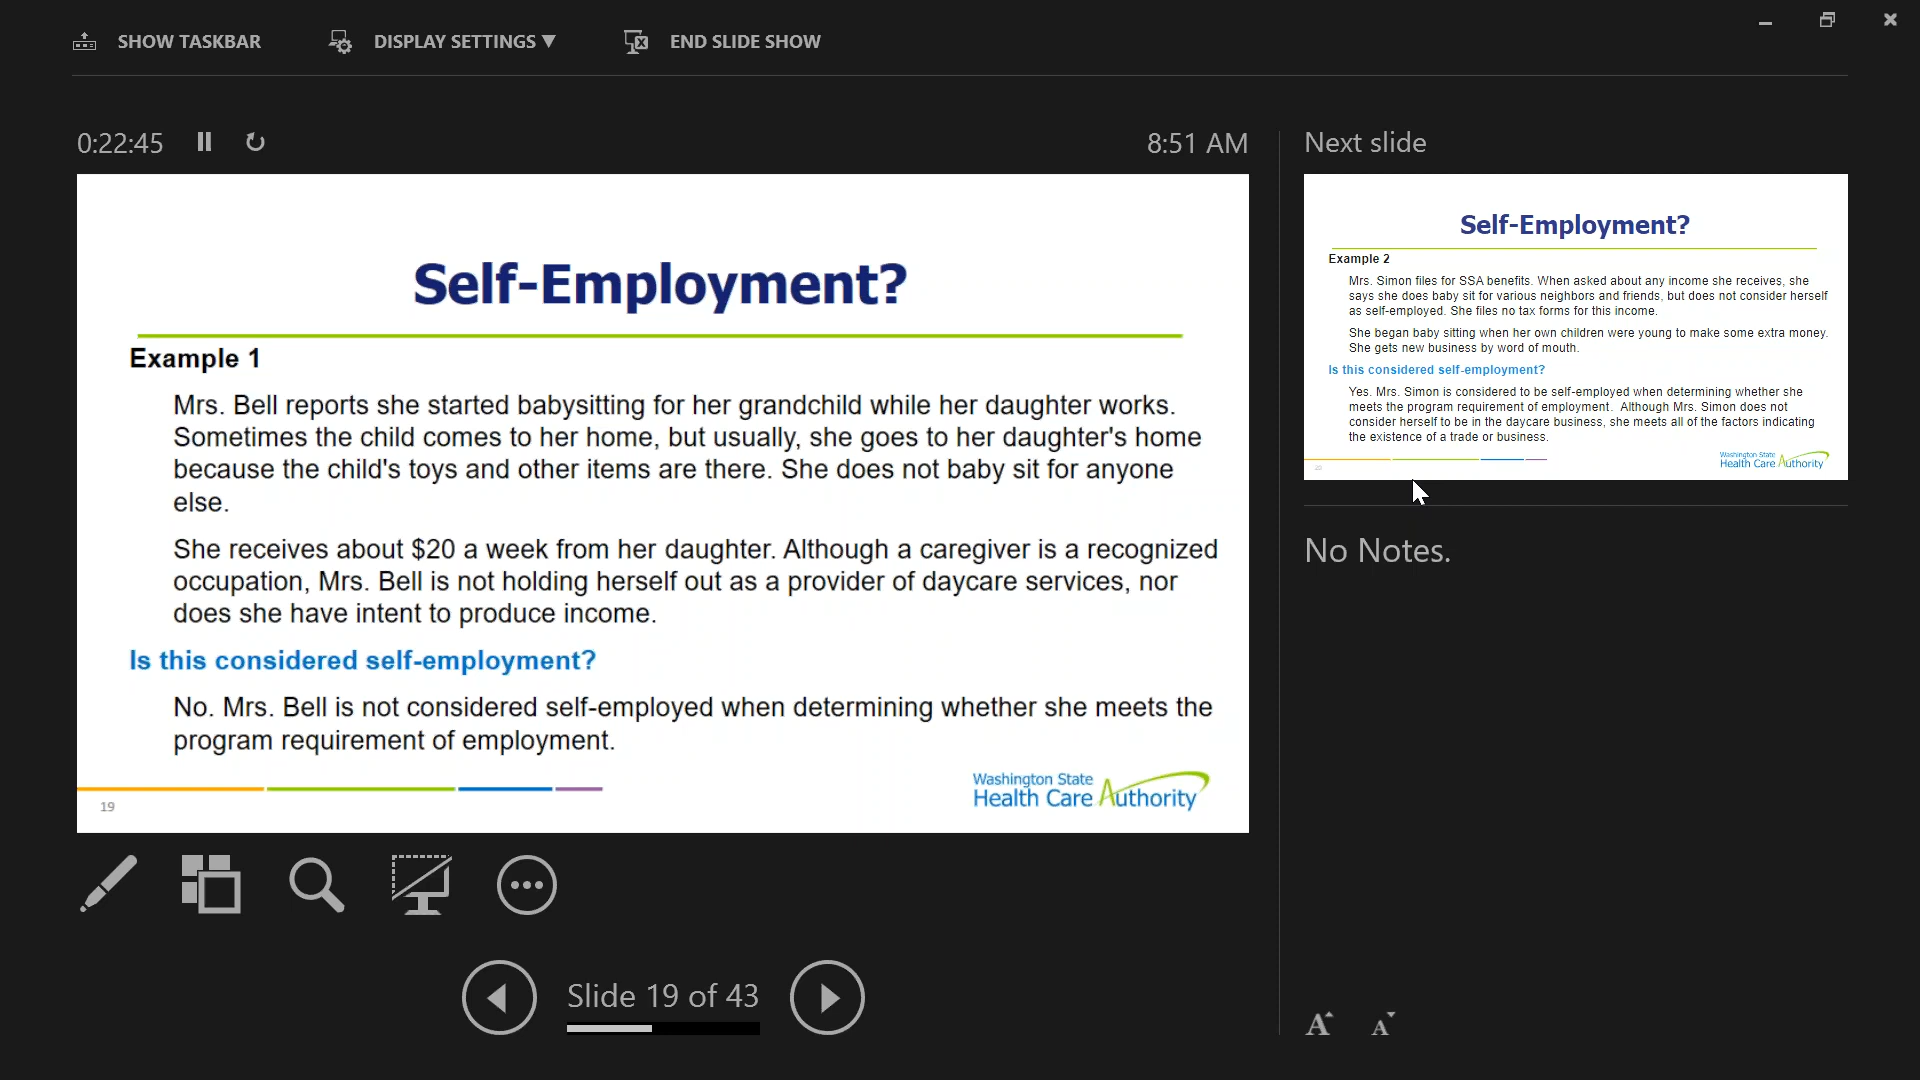 SHOW TASKBAR
DISPLAY SETTINGS ▼
END SLIDE SHOW
0:22:45
8:51 AM
Self-Employment?
Example 1
Mrs. Bell reports she started babysitting for her grandchild while her daughter works.
Sometimes the child comes to her home, but usually, she goes to her daughter's home
because the child's toys and other items are there. She does not baby sit for anyone
else.
She receives about $20 a week from her daughter. Although a caregiver is a recognized
occupation, Mrs. Bell is not holding herself out as a provider of daycare services, nor
does she have intent to produce income.
Is this considered self-employment?
No. Mrs. Bell is not considered self-employed when determining whether she meets the
program requirement of employment.
Washington State
Health Care Authority
19
Slide 19 of 43
Next slide
Self-Employment?
Example 2
Mrs. Simon files for SSA benefits. When asked about any income she receives, she
says she does baby sit for various neighbors and friends, but does not consider herself
as self-employed. She files no tax forms for this income.
She began baby sitting when her own children were young to make some extra money.
She gets new business by word of mouth.
Is this considered self-employment?
Yes. Mrs. Simon is considered to be self-employed when determining whether she
meets the program requirement of employment. Although Mrs. Simon does not
consider herself to be in the daycare business, she meets all of the factors indicating
the existence of a trade or business.
Washington State
Health Care Authority
20
No Notes.
A A